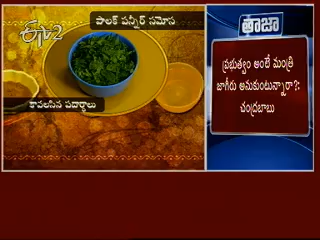 ETV2
పాలక్ పన్నీర్ సమోస
కావలసిన పదార్థాలు
తాజా
ప్రభుత్వం అంటే మంత్రి
జాగీరు అనుకుంటున్నారా?:
చంద్రబాబు